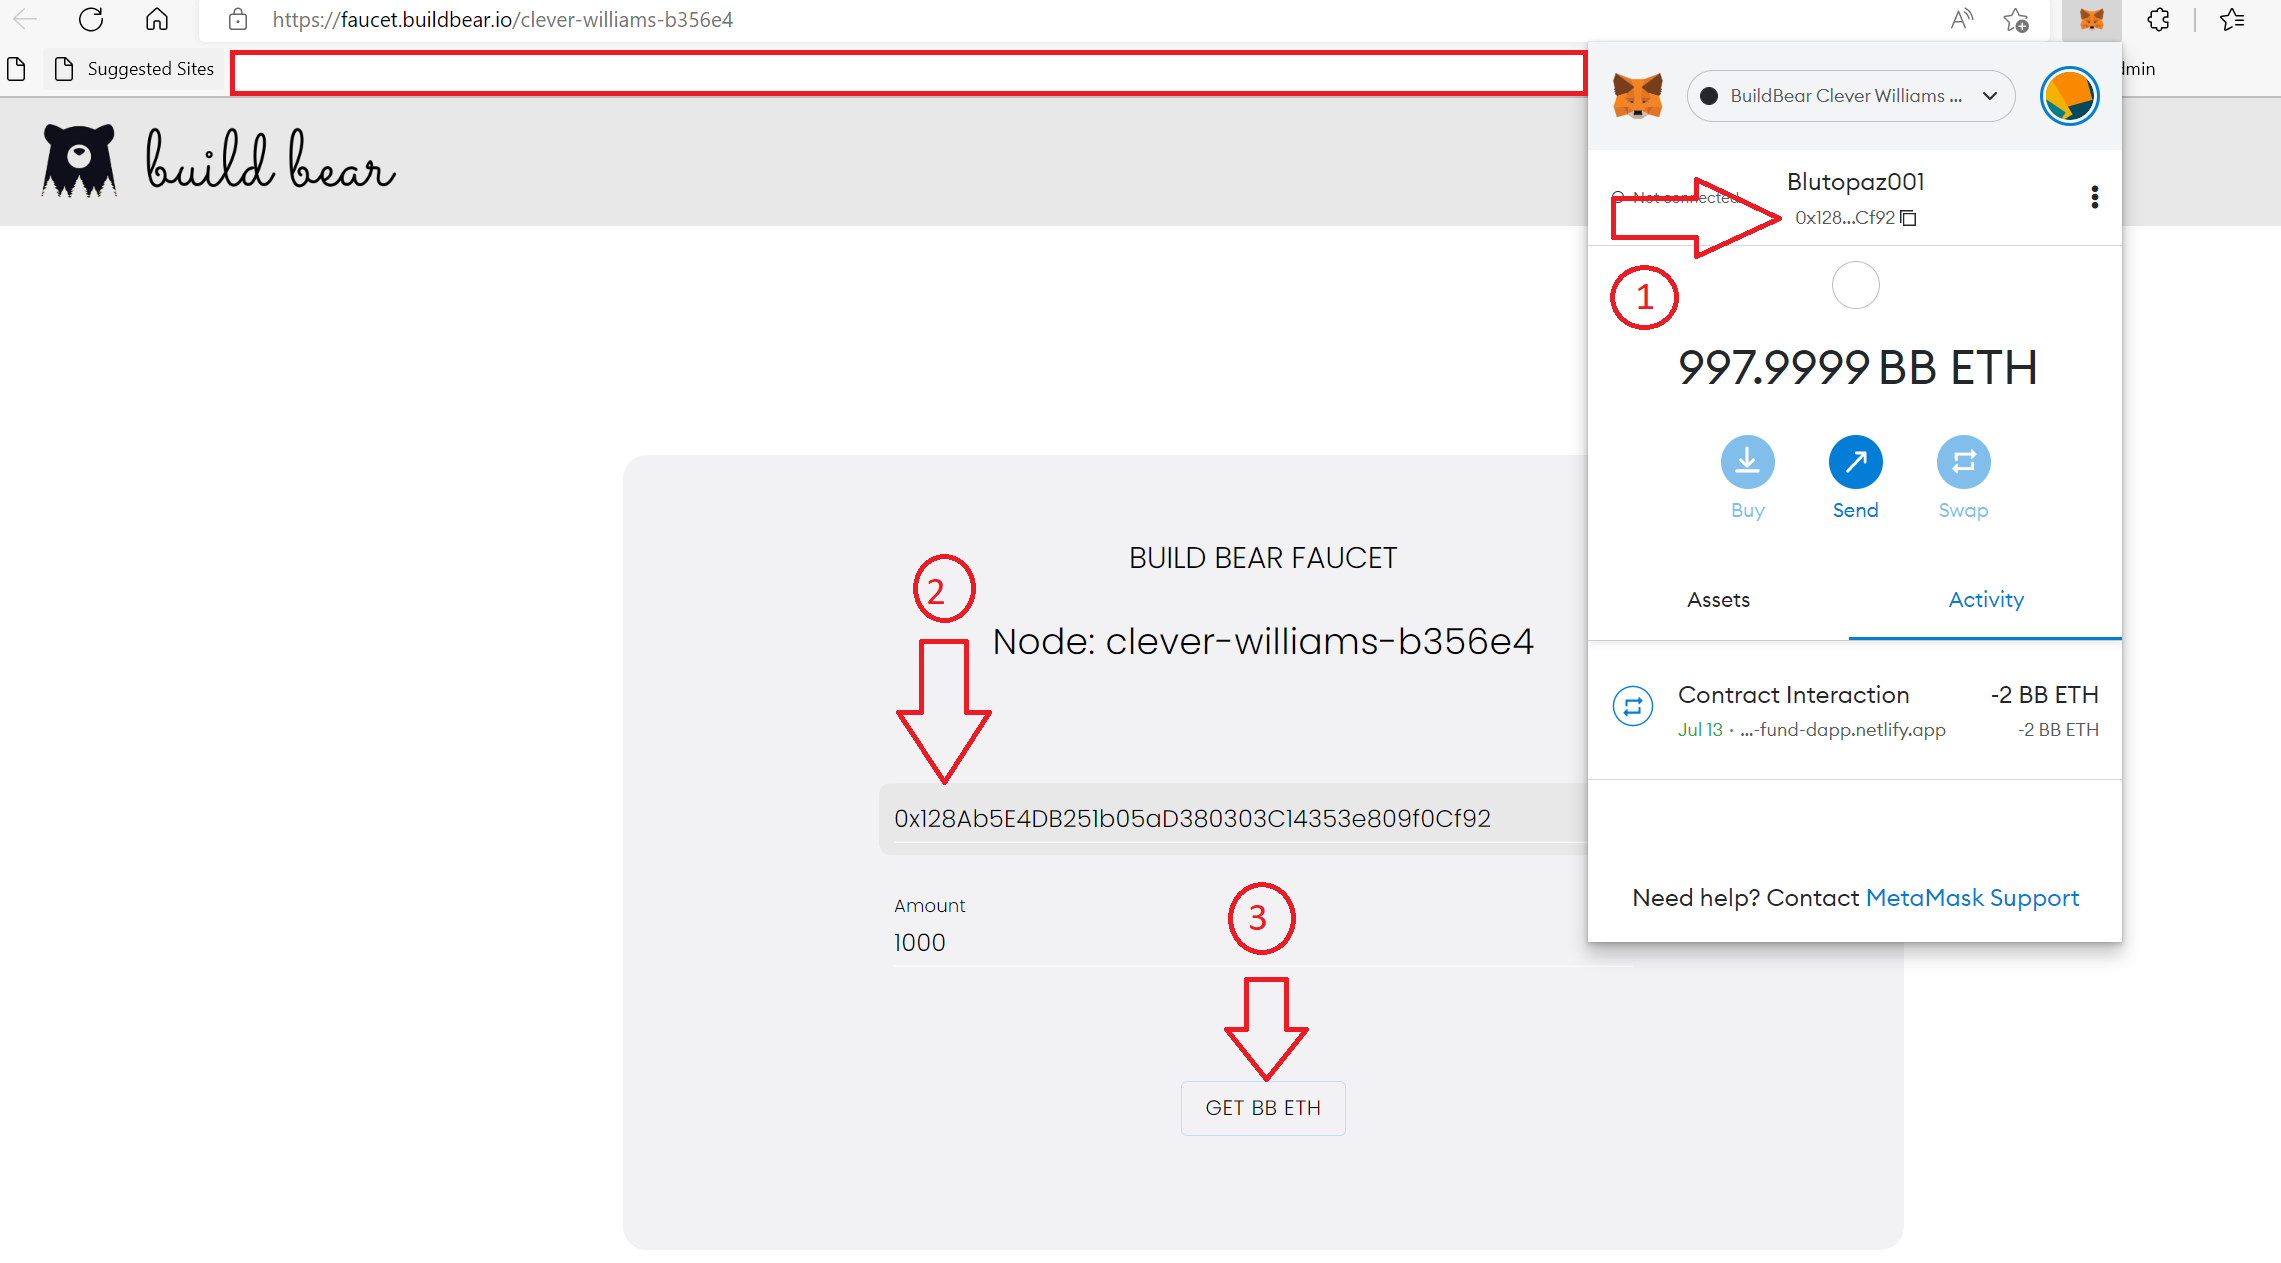 https://faucet.buildbear.io/clever-williams-b356e4
Suggested Sites
build bear
BuildBear Clever Williams ...
Not connected
Blutopaz001
0x128...Cf92
1
997.9999 BB ETH
Buy
Send
Swap
Assets
Activity
Contract Interaction
-2 BB ETH
Jul 13 · ...-fund-dapp.netlify.app
-2 BB ETH
Need help? Contact MetaMask Support
BUILD BEAR FAUCET
2
Node: clever-williams-b356e4
0x128Ab5E4DB251b05aD380303C14353e809f0Cf92
Amount
1000
3
GET BB ETH